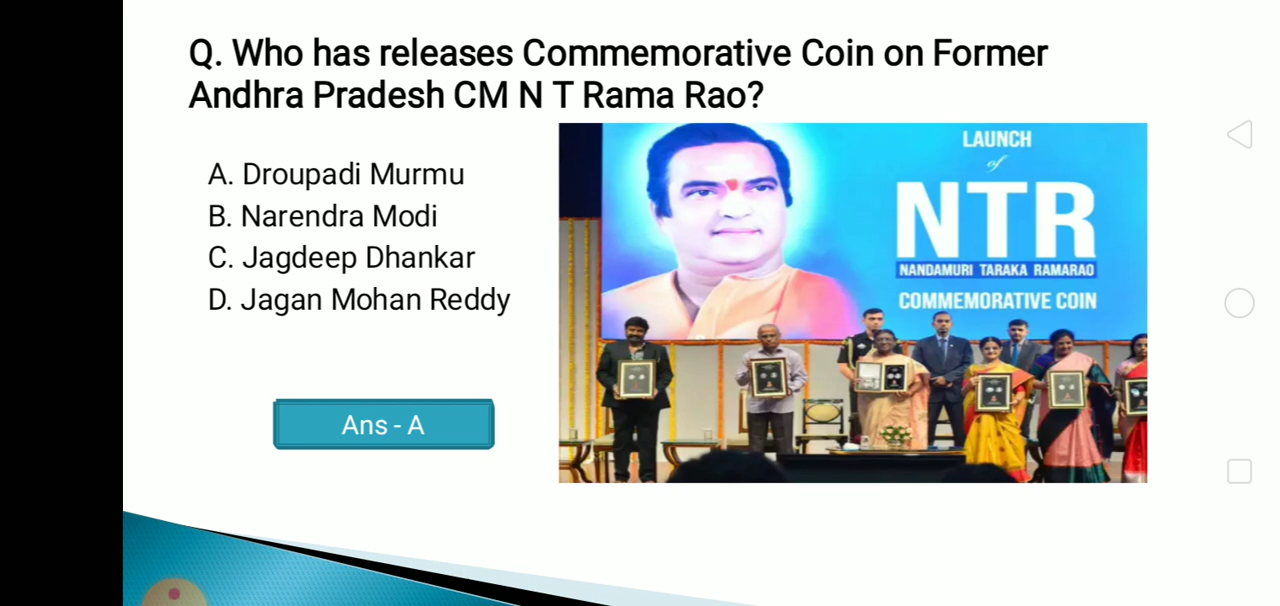 Q. Who has releases Commemorative Coin on Former
Andhra Pradesh CM N T Rama Rao?
A. Droupadi Murmu
B. Narendra Modi
C. Jagdeep Dhankar
D. Jagan Mohan Reddy
Ans - A
LAUNCH
of
NTR
NANDAMURI TARAKA RAMARAO
COMMEMORATIVE COIN